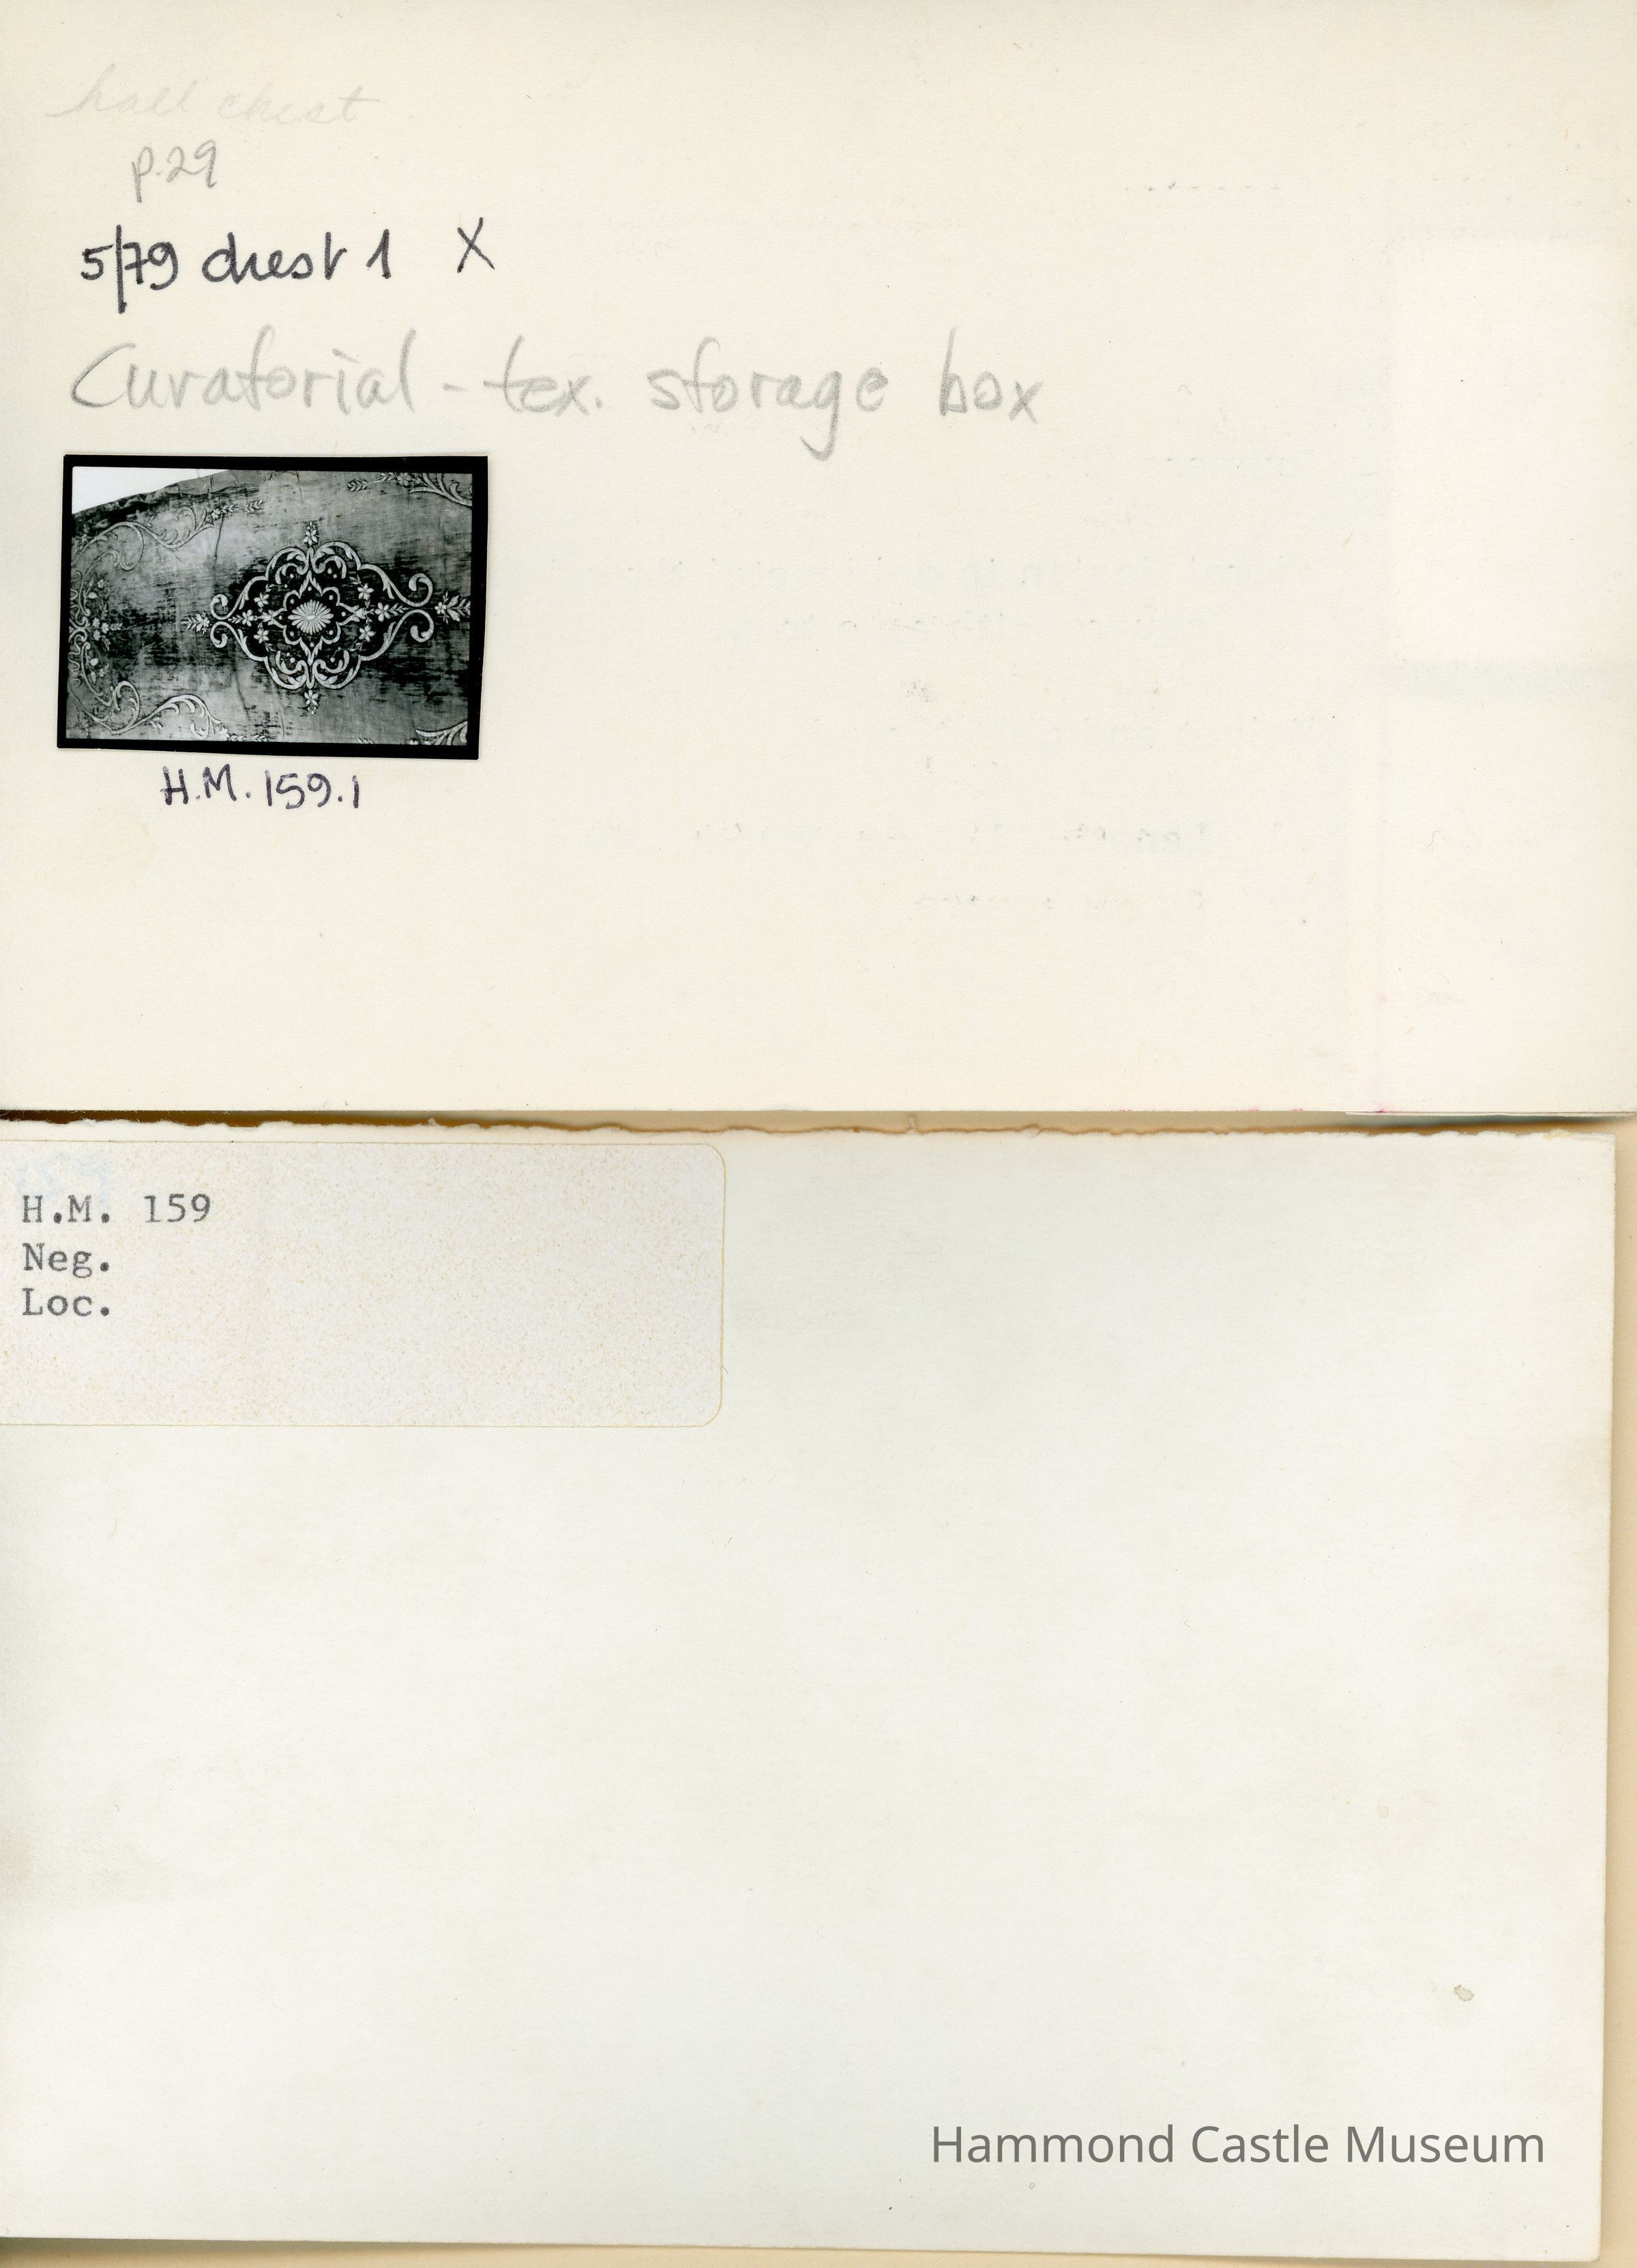 hall chest
p.29
5/79 chest 1 X
Curatorial - tex. storage box
H.M. 159.1
H.M. 159
Neg.
Loc.
Hammond Castle Museum